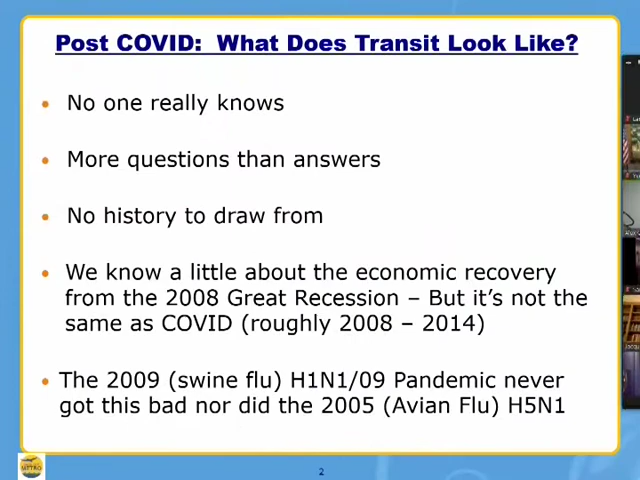 Post COVID:  What Does Transit Look Like?
No one really knows
More questions than answers
No history to draw from
We know a little about the economic recovery
from the 2008 Great Recession – But it’s not the
same as COVID (roughly 2008 – 2014)
The 2009 (swine flu) H1N1/09 Pandemic never
got this bad nor did the 2005 (Avian Flu) H5N1
METRO
2